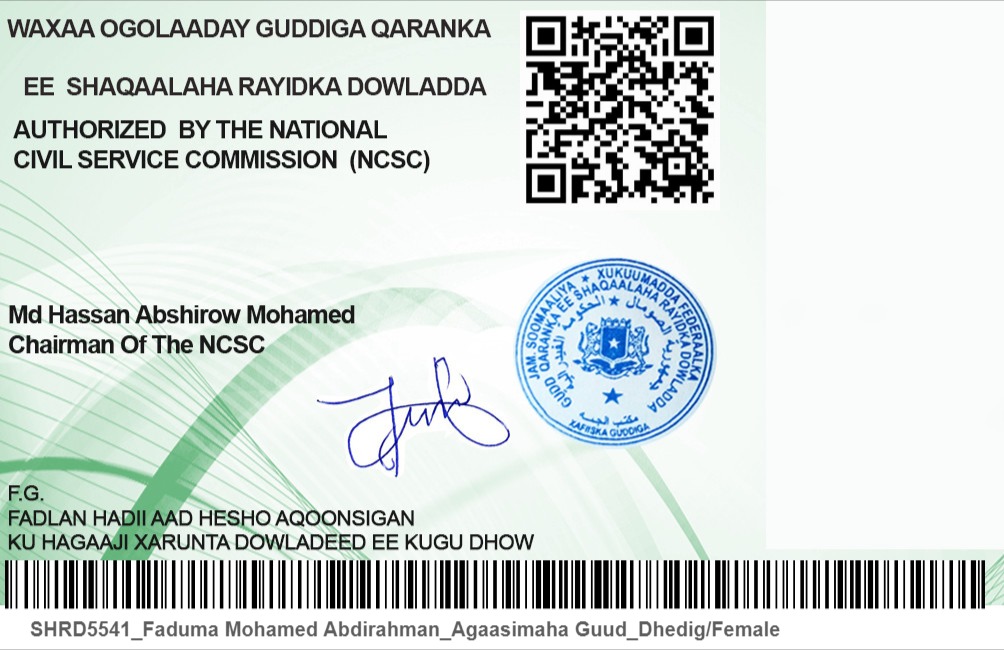 WAXAA OGOLAADAY GUDDIGA QARANKA
EE SHAQAALAHA RAYIDKA DOWLADDA
AUTHORIZED BY THE NATIONAL
CIVIL SERVICE COMMISSION (NCSC)
Md Hassan Abshirow Mohamed
Chairman Of The NCSC
JAM. SOOMAALIYA ★ XUKUUMADDA FEDERAALKA
GUDD QARANKA EE SHAQAALAHA RAYIDKA DOWLADDA
مكتب
XAFIISKA GUDDIGA
F.G.
FADLAN HADII AAD HESHO AQOONSIGAN
KU HAGAAJI XARUNTA DOWLADEED EE KUGU DHOW
SHRD5541_Faduma Mohamed Abdirahman_Agaasimaha Guud_Dhedig/Female